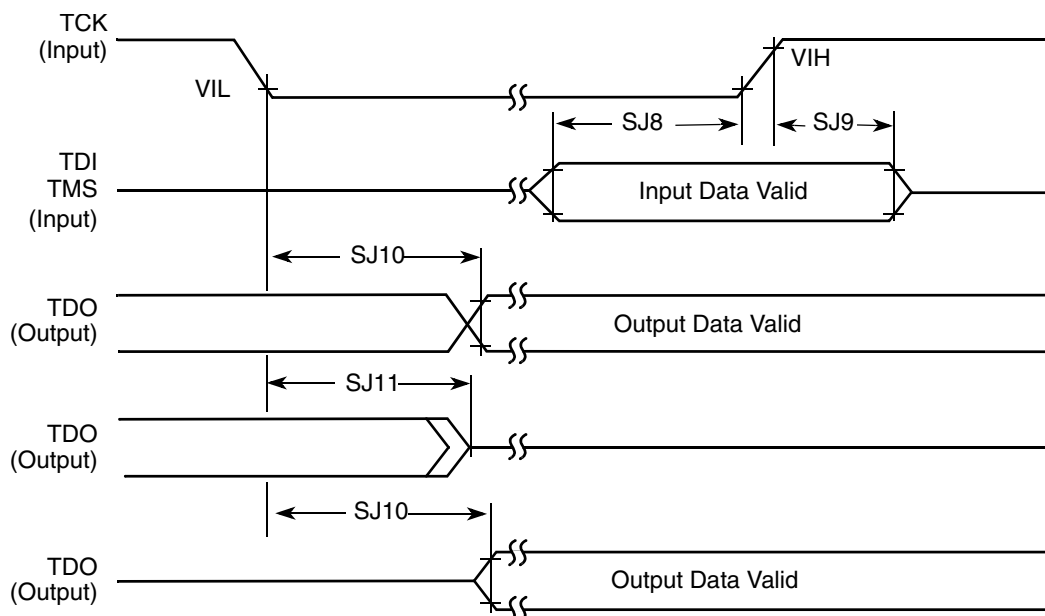 TCK
(Input)
VIL
VIH
SJ8
SJ9
TDI
TMS
(Input)
Input Data Valid
SJ10
TDO
(Output)
Output Data Valid
SJ11
TDO
(Output)
SJ10
TDO
(Output)
Output Data Valid